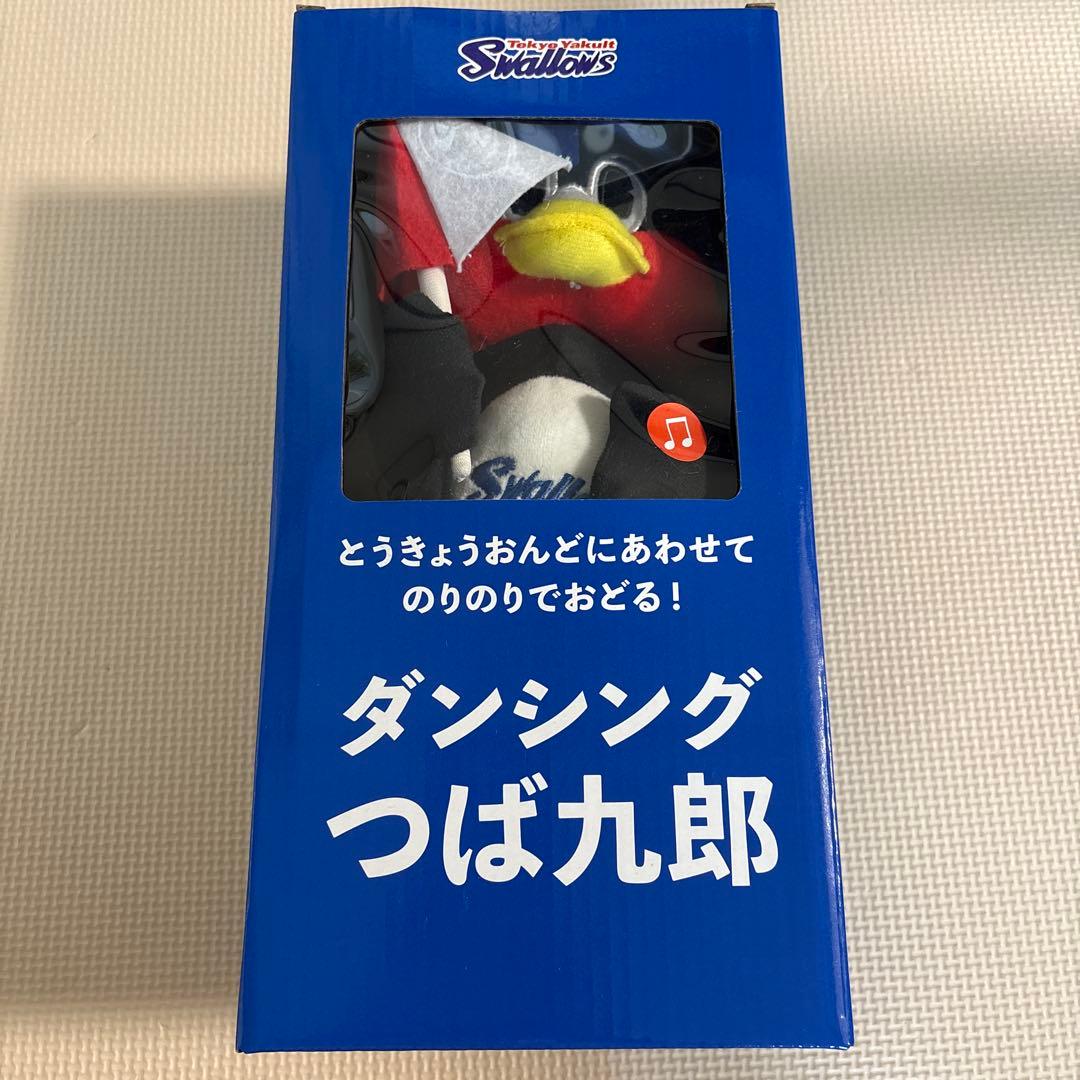 Tokyo Yakult
Swallows
Swall
とうきょうおんどにあわせて
のりのりでおどる！
ダンシング
つば九郎